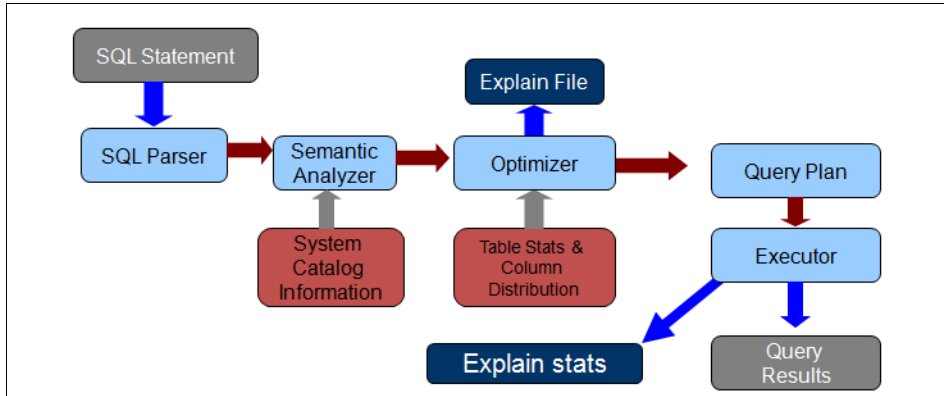 SQL Statement
Explain File
SQL Parser
Semantic
Analyzer
Optimizer
Query Plan
System
Catalog
Information
Table Stats &
Column
Distribution
Executor
Explain stats
Query
Results